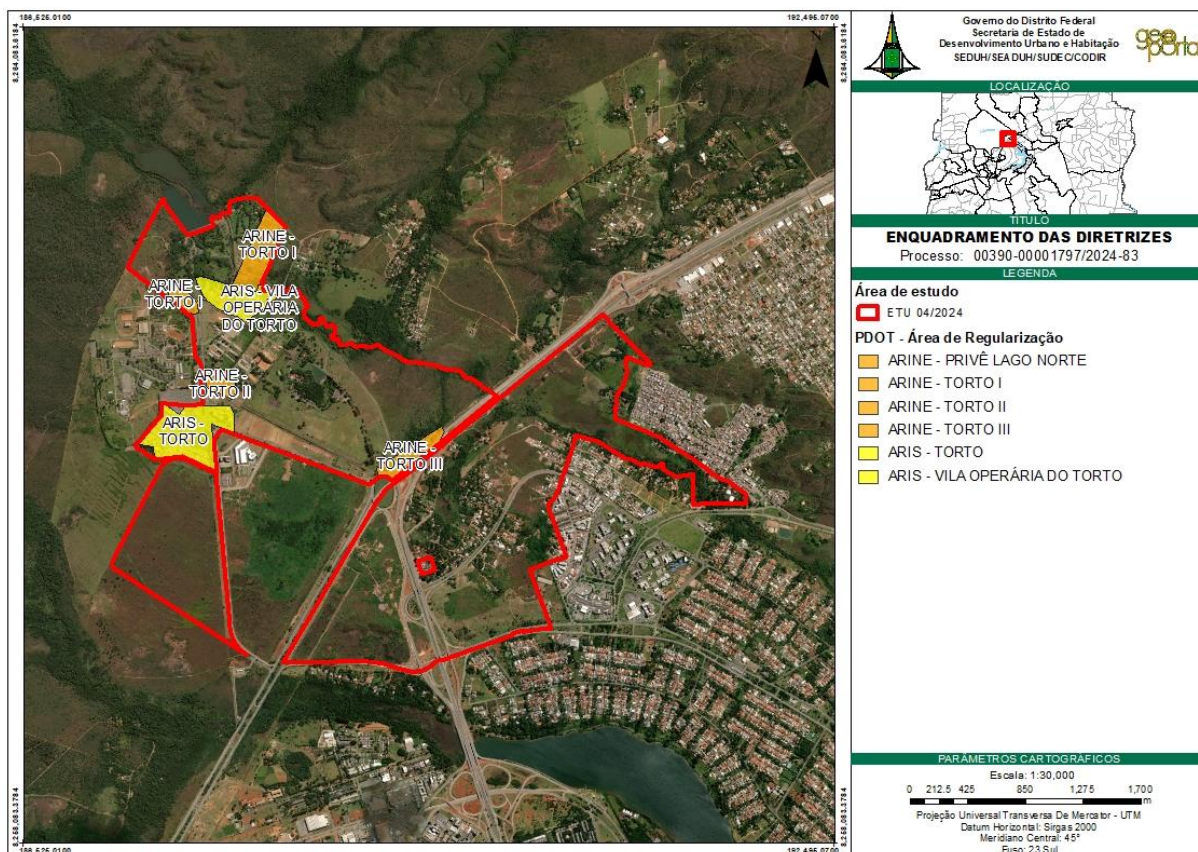 186,525.0100
192,495.0700
8,264,083.6184
8,264,083.6184
N
ARINE -
TORTO I
ARINE -
TORTO I
ARIS - VILA
OPERÁRIA
DO TORTO
ARINE -
TORTO II
ARIS -
TORTO
ARINE -
TORTO III
8,258,083.3784
8,258,083.3784
186,525.0100
192,495.0700
Governo do Distrito Federal
Secretaria de Estado de
Desenvolvimento Urbano e Habitação
SEDUH/SEADUH/SUDEC/CODIR
geo
portal
LOCALIZAÇÃO
TITULO
ENQUADRAMENTO DAS DIRETRIZES
Processo: 00390-00001797/2024-83
LEGENDA
Área de estudo
ETU 04/2024
PDOT - Área de Regularização
ARINE - PRIVÊ LAGO NORTE
ARINE - TORTO I
ARINE - TORTO II
ARINE - TORTO III
ARIS - TORTO
ARIS - VILA OPERÁRIA DO TORTO
PARÂMETROS CARTOGRÁFICOS
Escala: 1:30,000
0 212.5 425 850 1,275 1,700
m
Projeção Universal Transversa De Mercator - UTM
Datum Horizontal: Sirgas 2000
Meridiano Central: 45°
Fuso: 23 Sul